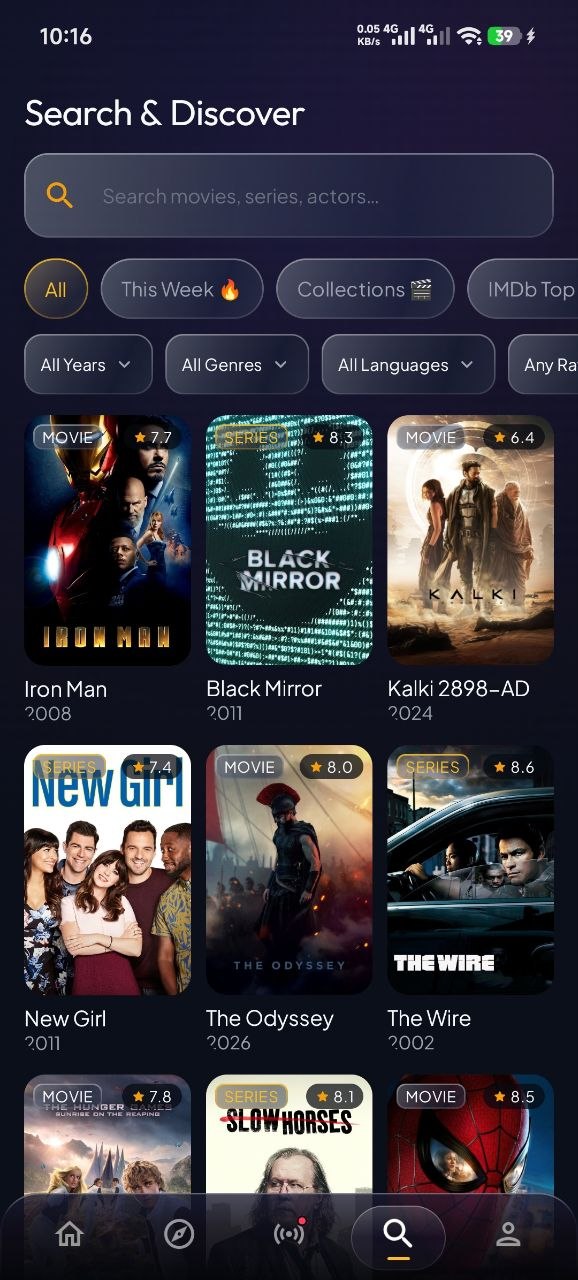 10:16
0.05 KB/s 4G 4G 39
Search & Discover
Search movies, series, actors...
All This Week 🔥 Collections 🎬 IMDb Top
All Years All Genres All Languages Any Ra
MOVIE ★ 7.7
SERIES ★ 8.3
MOVIE ★ 6.4
IRON MAN
BLACK
MIRROR
KALKI
Iron Man
2008
Black Mirror
2011
Kalki 2898-AD
2024
SERIES ★ 7.4
MOVIE ★ 8.0
SERIES ★ 8.6
New Girl
THE ODYSSEY
THE WIRE
New Girl
2011
The Odyssey
2026
The Wire
2002
MOVIE ★ 7.8
SERIES ★ 8.1
MOVIE ★ 8.5
THE HUNGER GAMES
SUNRISE ON THE REAPING
SLOW HORSES